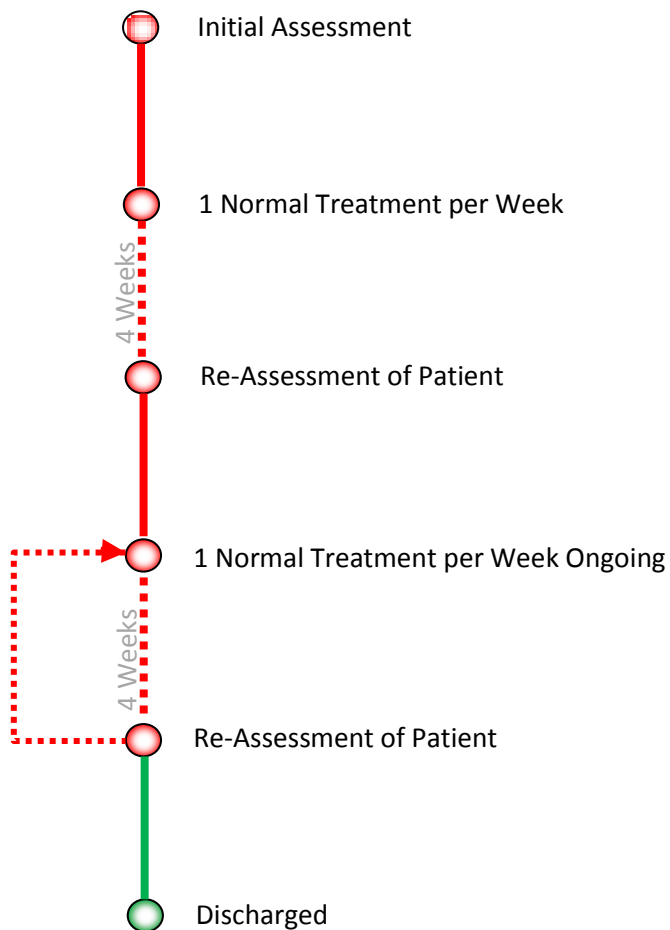 Initial Assessment
1 Normal Treatment per Week
4 Weeks
Re-Assessment of Patient
1 Normal Treatment per Week Ongoing
4 Weeks
Re-Assessment of Patient
Discharged